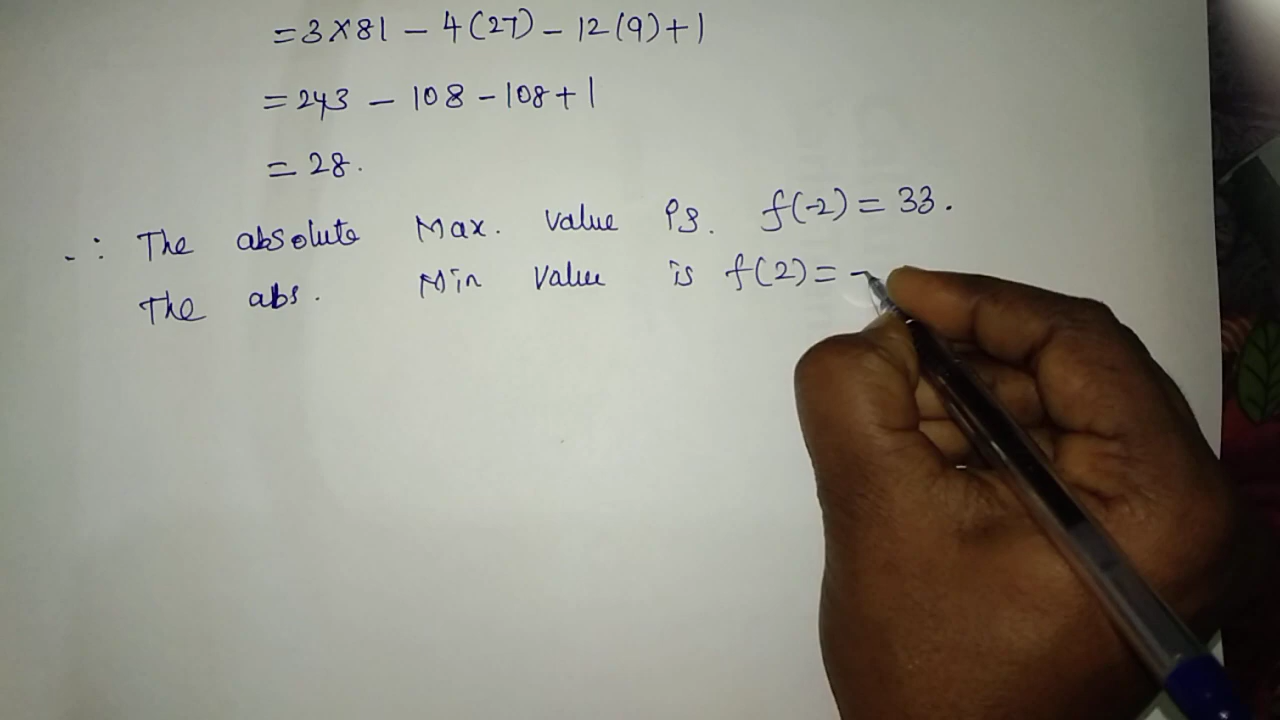 =3×81 − 4(27) − 12(9)+1
=243 − 108 −108+1
= 28.
∴ The absolute Max. value is. f(-2) = 33.
The abs. Min value is f(2)= −